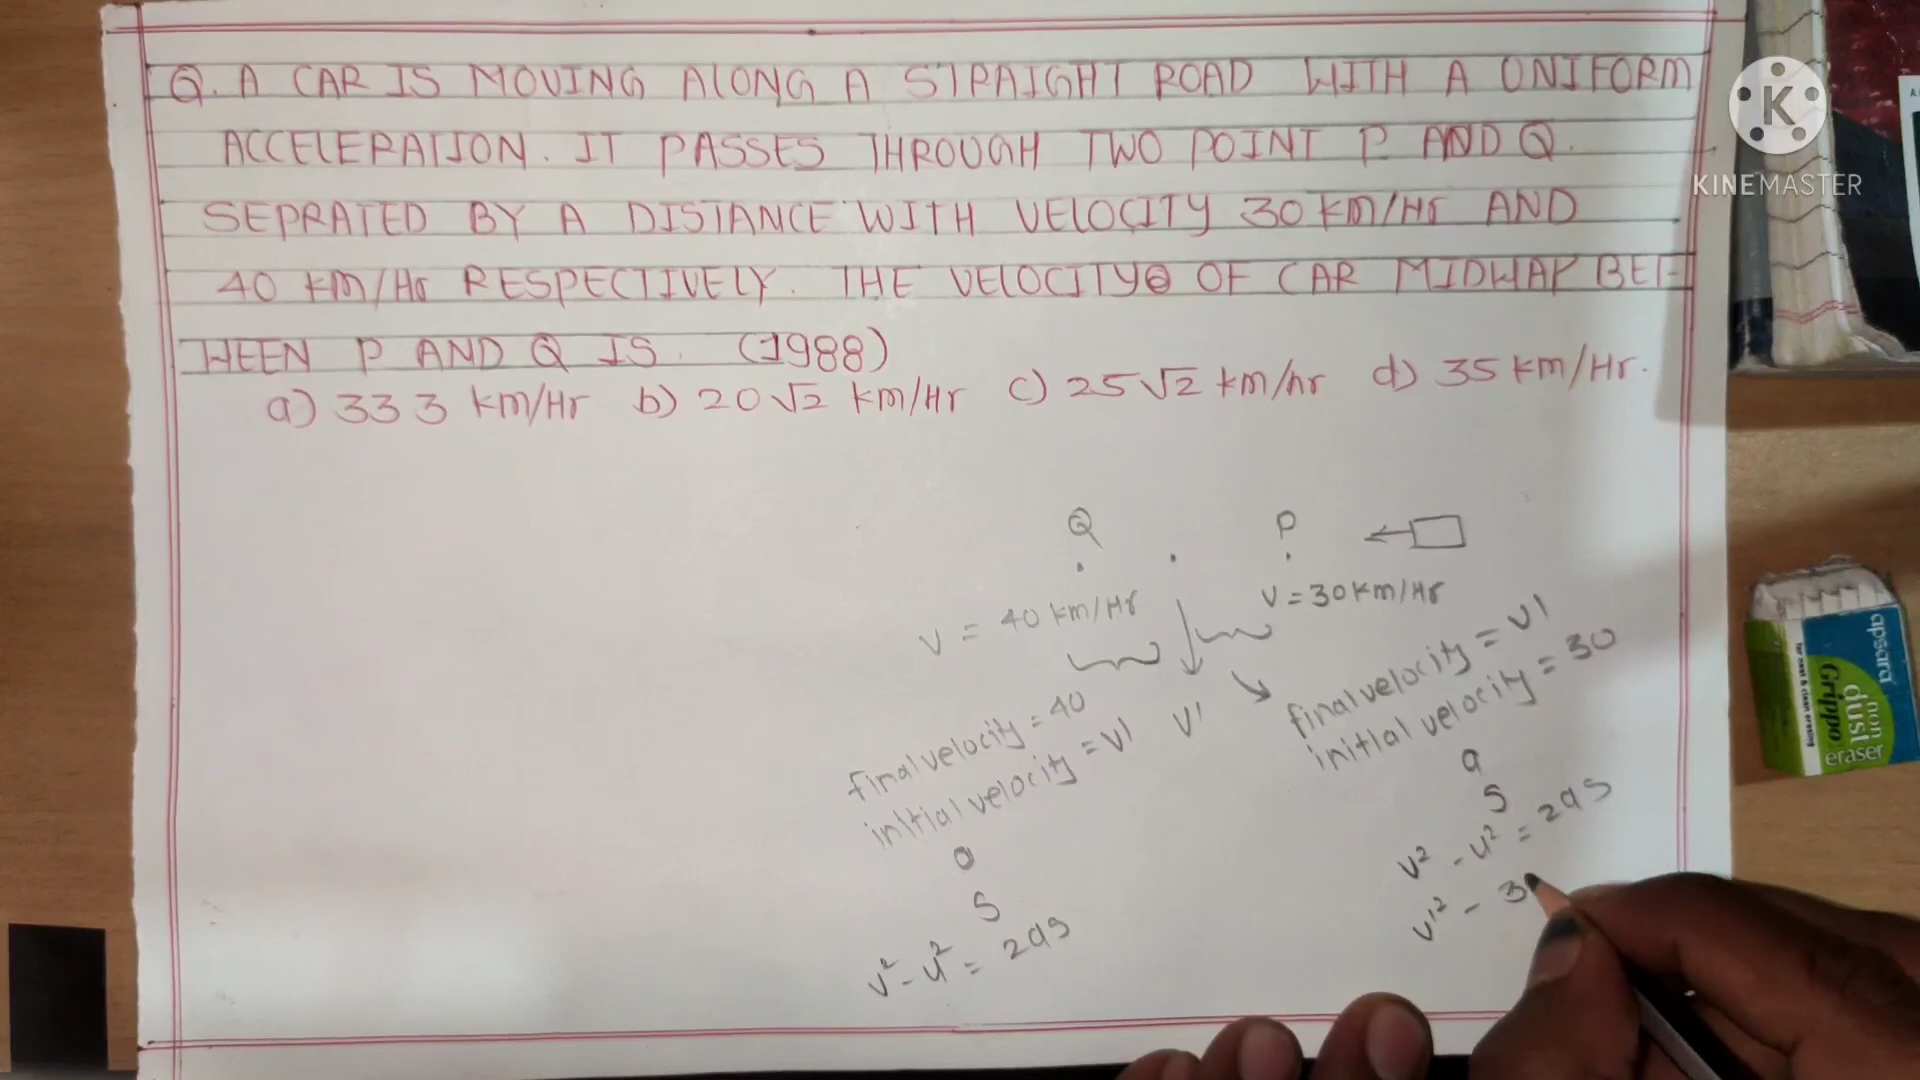 Q. A CAR IS MOVING ALONG A STRAIGHT ROAD WITH A UNIFORM
ACCELERATION. IT PASSES THROUGH TWO POINT P AND Q
SEPRATED BY A DISTANCE WITH VELOCITY 30 KM/Hr AND
40 KM/Hr RESPECTIVELY. THE VELOCITY OF CAR MIDWAY BET
WEEN P AND Q IS. (1988)
a) 33 3 KM/Hr b) 20√2 KM/Hr c) 25√2 km/hr d) 35 km/Hr.
Q P
V = 40 KM/Hr V = 30 KM/Hr
final velocity = V'
initial velocity = 30
final velocity = 40
initial velocity = V'
V'
a
S
V² - U² = 2as
V'² - 3
a
S
V² - U² = 2as
K
KINEMASTER
apsara
non
dust
eraser
Grippo